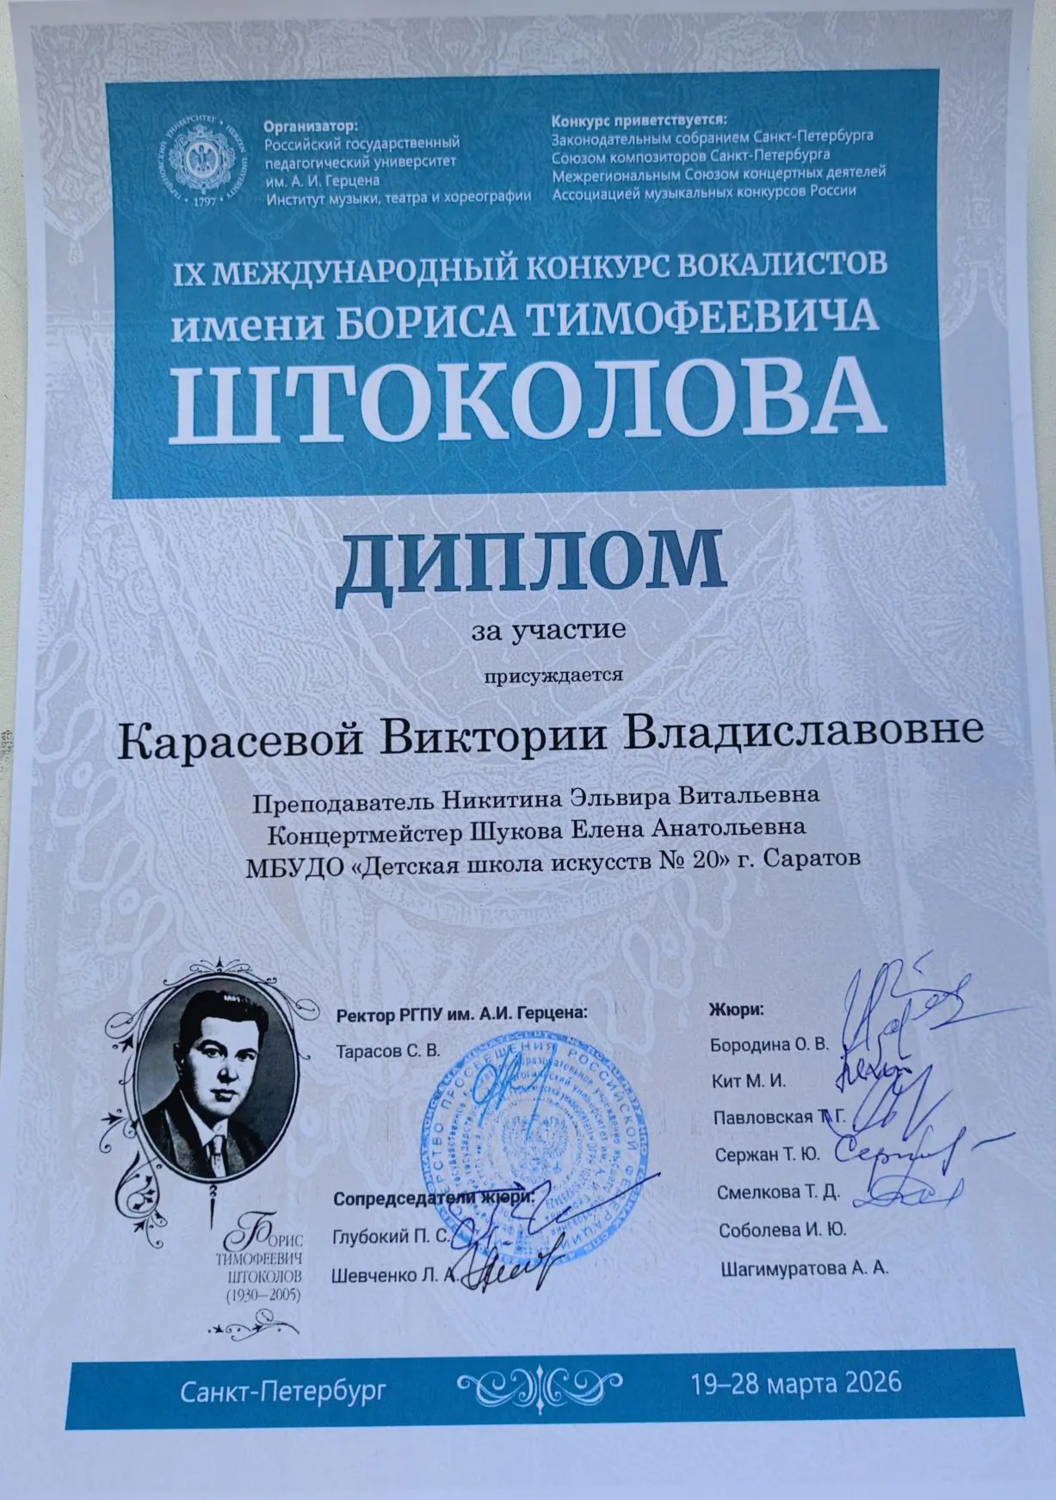 Организатор:
Российский государственный
педагогический университет
им. А. И. Герцена
Институт музыки, театра и хореографии
Конкурс приветствуется:
Законодательным собранием Санкт-Петербурга
Союзом композиторов Санкт-Петербурга
Межрегиональным Союзом концертных деятелей
Ассоциацией музыкальных конкурсов России
1797
IX МЕЖДУНАРОДНЫЙ КОНКУРС ВОКАЛИСТОВ
имени БОРИСА ТИМОФЕЕВИЧА
ШТОКОЛОВА
ДИПЛОМ
за участие
присуждается
Карасевой Виктории Владиславовне
Преподаватель Никитина Эльвира Витальевна
Концертмейстер Шукова Елена Анатольевна
МБУДО «Детская школа искусств № 20» г. Саратов
Ректор РГПУ им. А.И. Герцена:
Тарасов С. В.
Сопредседатели жюри:
Глубокий П. С.
Шевченко Л. А.
Жюри:
Бородина О. В.
Кит М. И.
Павловская Т. Г.
Сержан Т. Ю.
Смелкова Т. Д.
Соболева И. Ю.
Шагимуратова А. А.
БОРИС
ТИМОФЕЕВИЧ
ШТОКОЛОВ
(1930—2005)
Санкт-Петербург
19–28 марта 2026